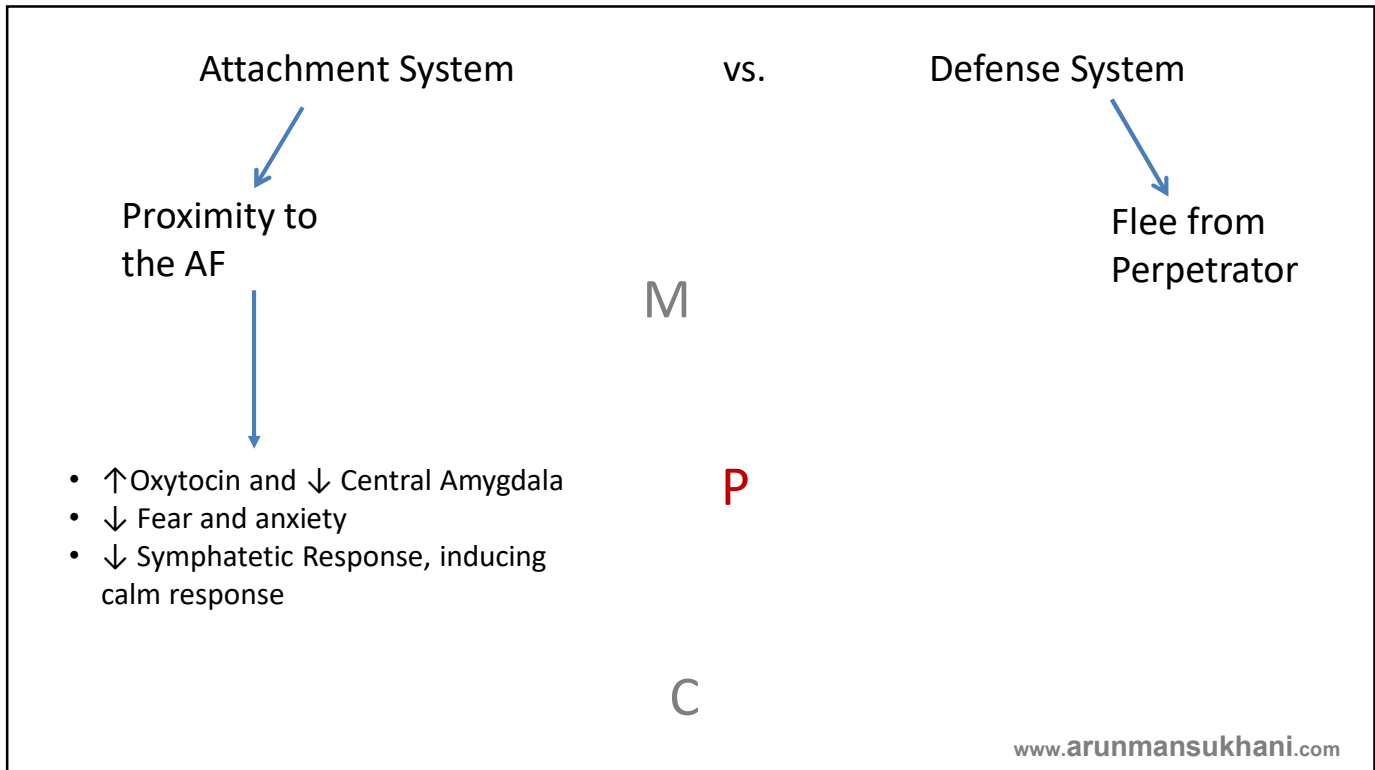 Attachment System vs. Defense System
Proximity to
the AF
Flee from
Perpetrator
M
P
• ↑Oxytocin and ↓ Central Amygdala
• ↓ Fear and anxiety
• ↓ Symphatetic Response, inducing
calm response
C
www.arunmansukhani.com